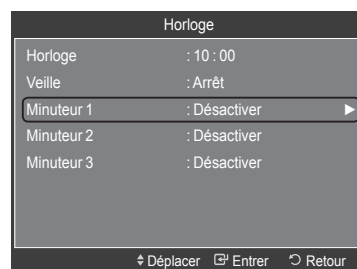 Horloge
Horloge : 10 : 00
Veille : Arrêt
Minuteur 1 : Désactiver
Minuteur 2 : Désactiver
Minuteur 3 : Désactiver
Déplacer Entrer Retour